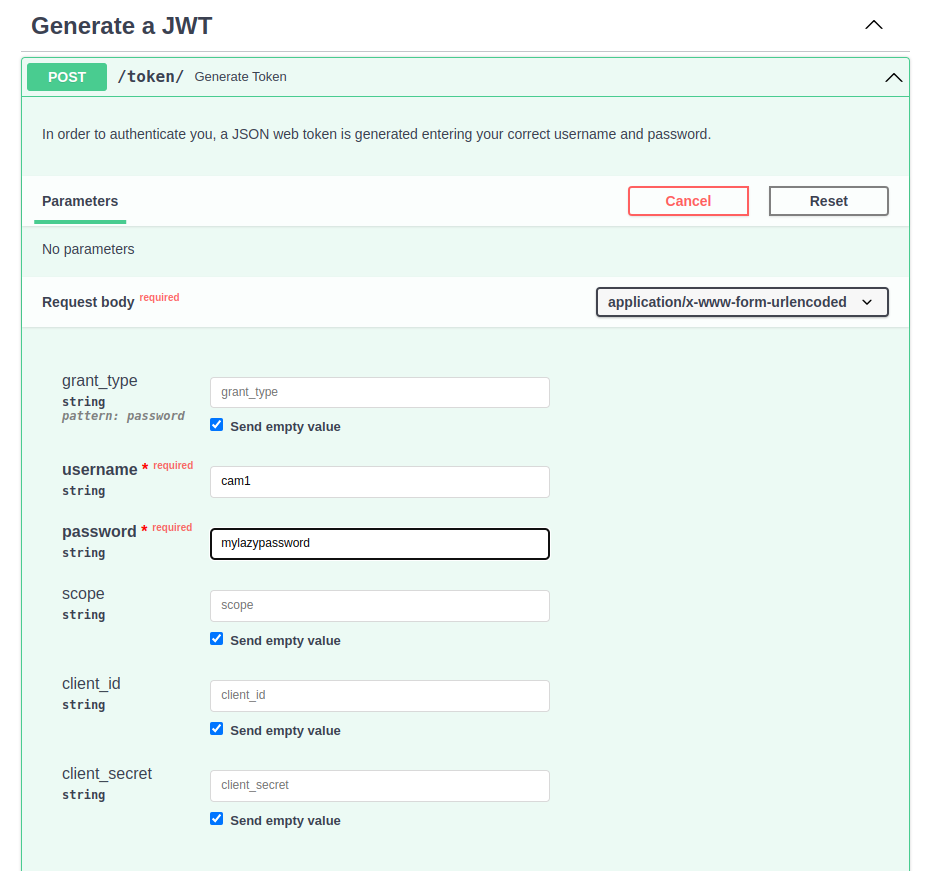 Generate a JWT
POST /token/ Generate Token
In order to authenticate you, a JSON web token is generated entering your correct username and password.
Parameters Cancel Reset
No parameters
Request body required application/x-www-form-urlencoded
grant_type
string
pattern: password
grant_type
Send empty value
username * required
string
cam1
password * required
string
mylazypassword
scope
string
scope
Send empty value
client_id
string
client_id
Send empty value
client_secret
string
client_secret
Send empty value